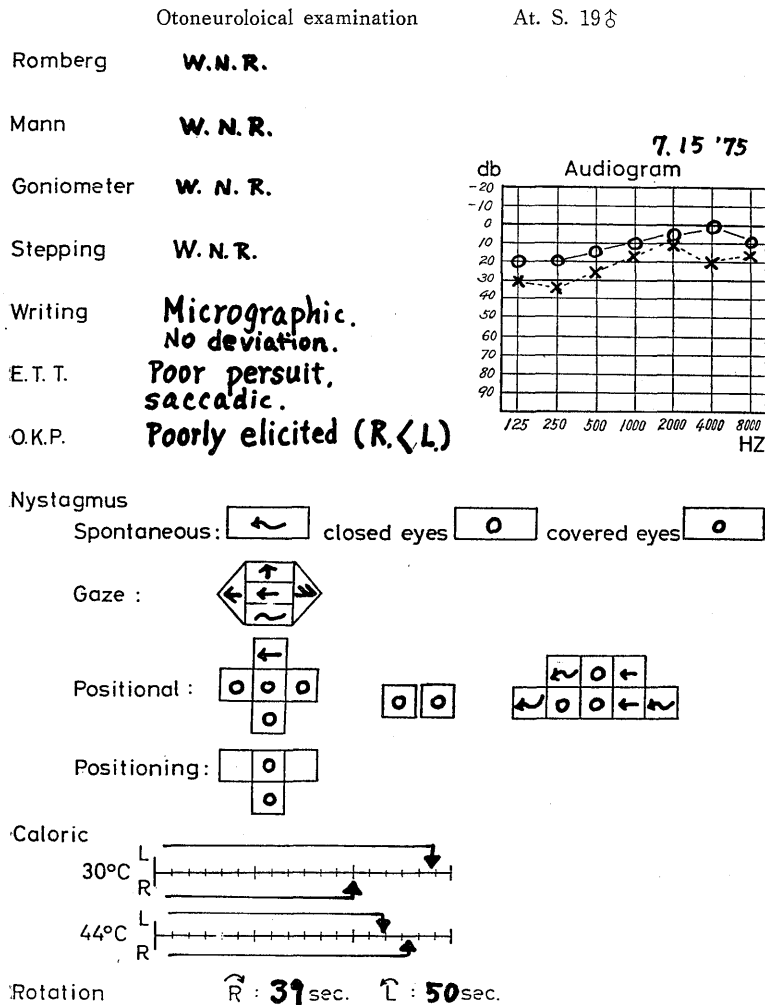 Otoneuroloical examination At. S. 19♂
Romberg W.N.R.
Mann W. N. R.
7. 15 '75
Goniometer W. N. R.
db Audiogram
-20
-10
0
10
20
30
40
50
60
70
80
90
125 250 500 1000 2000 4000 8000
HZ
Stepping W.N.R.
Writing Micrographic.
No deviation.
E.T.T. Poor persuit,
saccadic.
O.K.P. Poorly elicited (R.<L.)
Nystagmus
Spontaneous: closed eyes covered eyes
Gaze :
Positional :
Positioning :
Caloric
L
30°C
R
L
44°C
R
Rotation R : 39 sec. L : 50 sec.